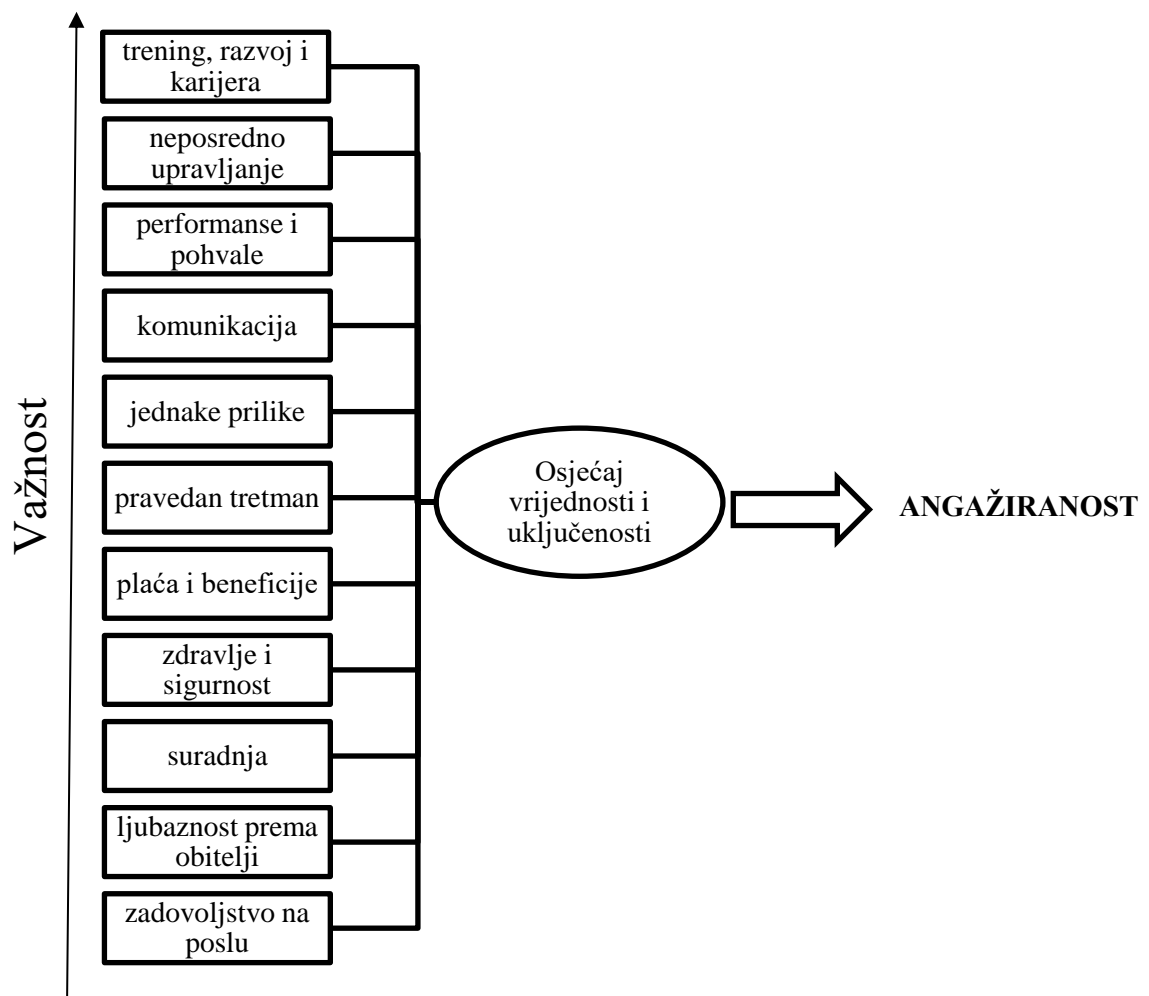 trening, razvoj i
karijera
neposredno
upravljanje
performanse i
pohvale
komunikacija
jednake prilike
pravedan tretman
plaća i beneficije
zdravlje i
sigurnost
suradnja
ljubaznost prema
obitelji
zadovoljstvo na
poslu
Važnost
Osjećaj
vrijednosti i
uključenosti
ANGAŽIRANOST